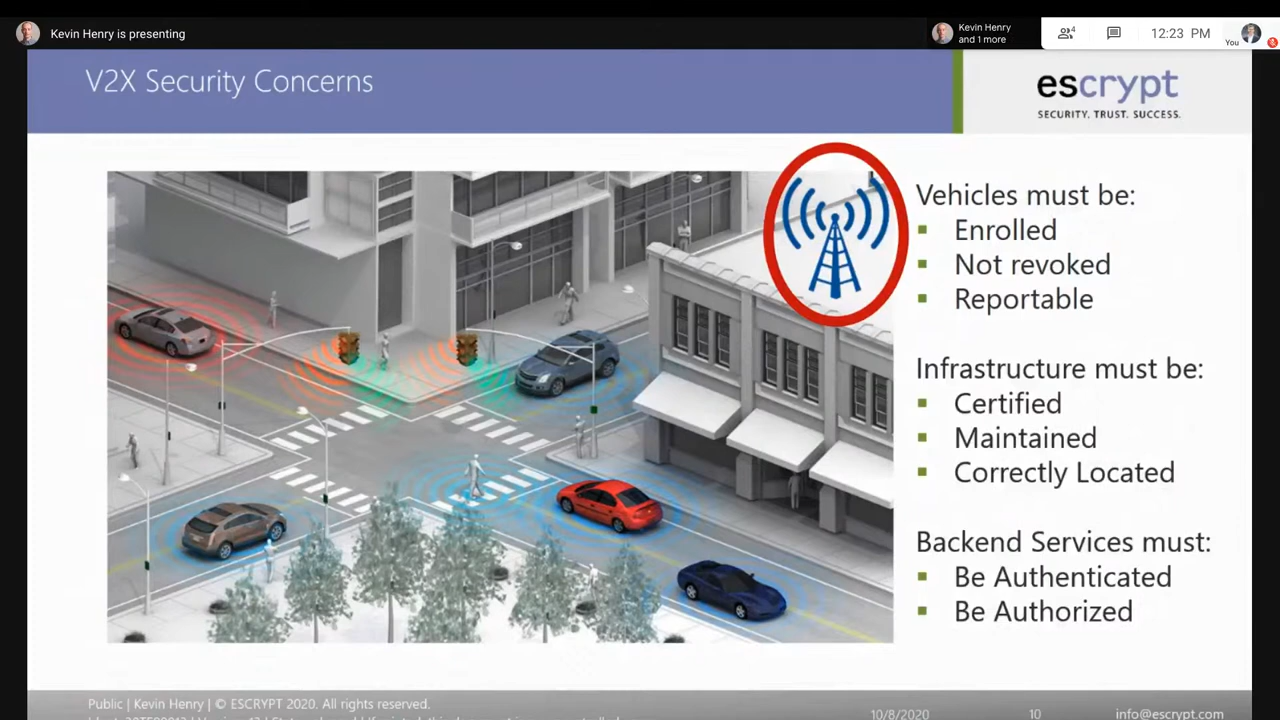 Kevin Henry is presenting
Kevin Henry
and 1 more
4
12:23 PM
You
V2X Security Concerns
escrypt
SECURITY. TRUST. SUCCESS.
Vehicles must be:
Enrolled
Not revoked
Reportable
Infrastructure must be:
Certified
Maintained
Correctly Located
Backend Services must:
Be Authenticated
Be Authorized
Public | Kevin Henry | © ESCRYPT 2020. All rights reserved.
10/8/2020
10
info@escrypt.com